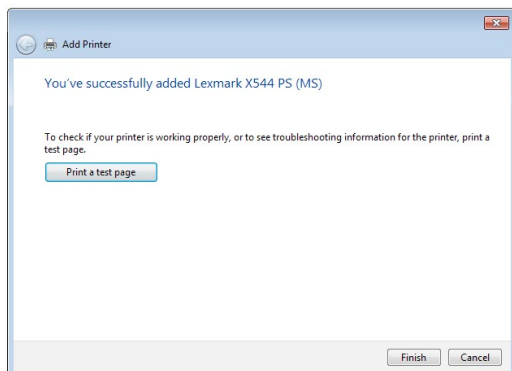 Add Printer
You've successfully added Lexmark X544 PS (MS)
To check if your printer is working properly, or to see troubleshooting information for the printer, print a
test page.
Print a test page
Finish
Cancel